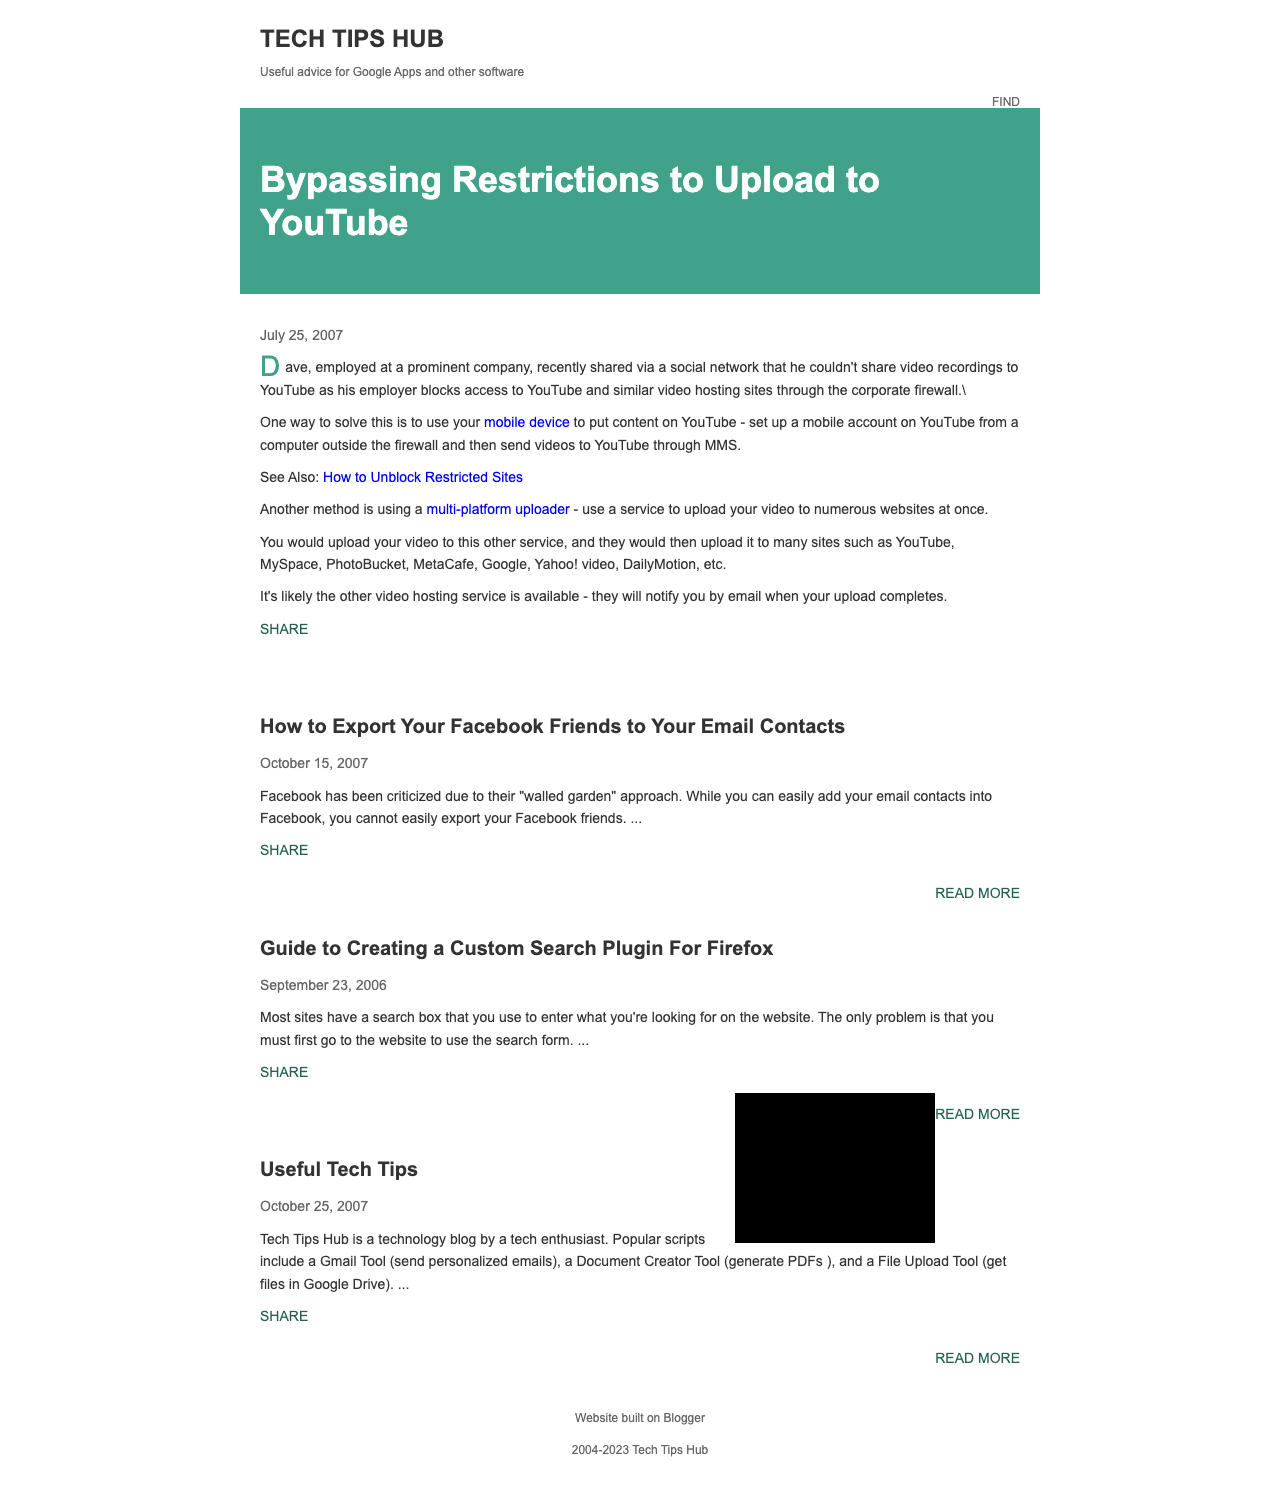 TECH TIPS HUB
Useful advice for Google Apps and other software
FIND
Bypassing Restrictions to Upload to
YouTube
July 25, 2007
Dave, employed at a prominent company, recently shared via a social network that he couldn't share video recordings to
YouTube as his employer blocks access to YouTube and similar video hosting sites through the corporate firewall.\
One way to solve this is to use your mobile device to put content on YouTube - set up a mobile account on YouTube from a
computer outside the firewall and then send videos to YouTube through MMS.
See Also: How to Unblock Restricted Sites
Another method is using a multi-platform uploader - use a service to upload your video to numerous websites at once.
You would upload your video to this other service, and they would then upload it to many sites such as YouTube,
MySpace, PhotoBucket, MetaCafe, Google, Yahoo! video, DailyMotion, etc.
It's likely the other video hosting service is available - they will notify you by email when your upload completes.
SHARE
How to Export Your Facebook Friends to Your Email Contacts
October 15, 2007
Facebook has been criticized due to their "walled garden" approach. While you can easily add your email contacts into
Facebook, you cannot easily export your Facebook friends. ...
SHARE
READ MORE
Guide to Creating a Custom Search Plugin For Firefox
September 23, 2006
Most sites have a search box that you use to enter what you're looking for on the website. The only problem is that you
must first go to the website to use the search form. ...
SHARE
READ MORE
Useful Tech Tips
October 25, 2007
Tech Tips Hub is a technology blog by a tech enthusiast. Popular scripts
include a Gmail Tool (send personalized emails), a Document Creator Tool (generate PDFs ), and a File Upload Tool (get
files in Google Drive). ...
SHARE
READ MORE
Website built on Blogger
2004-2023 Tech Tips Hub